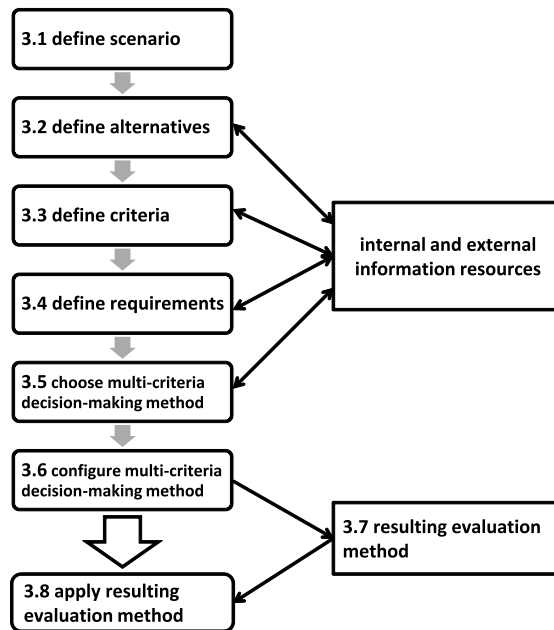 3.1 define scenario
3.2 define alternatives
3.3 define criteria
internal and external
information resources
3.4 define requirements
3.5 choose multi-criteria
decision-making method
3.6 configure multi-criteria
decision-making method
3.7 resulting evaluation
method
3.8 apply resulting
evaluation method